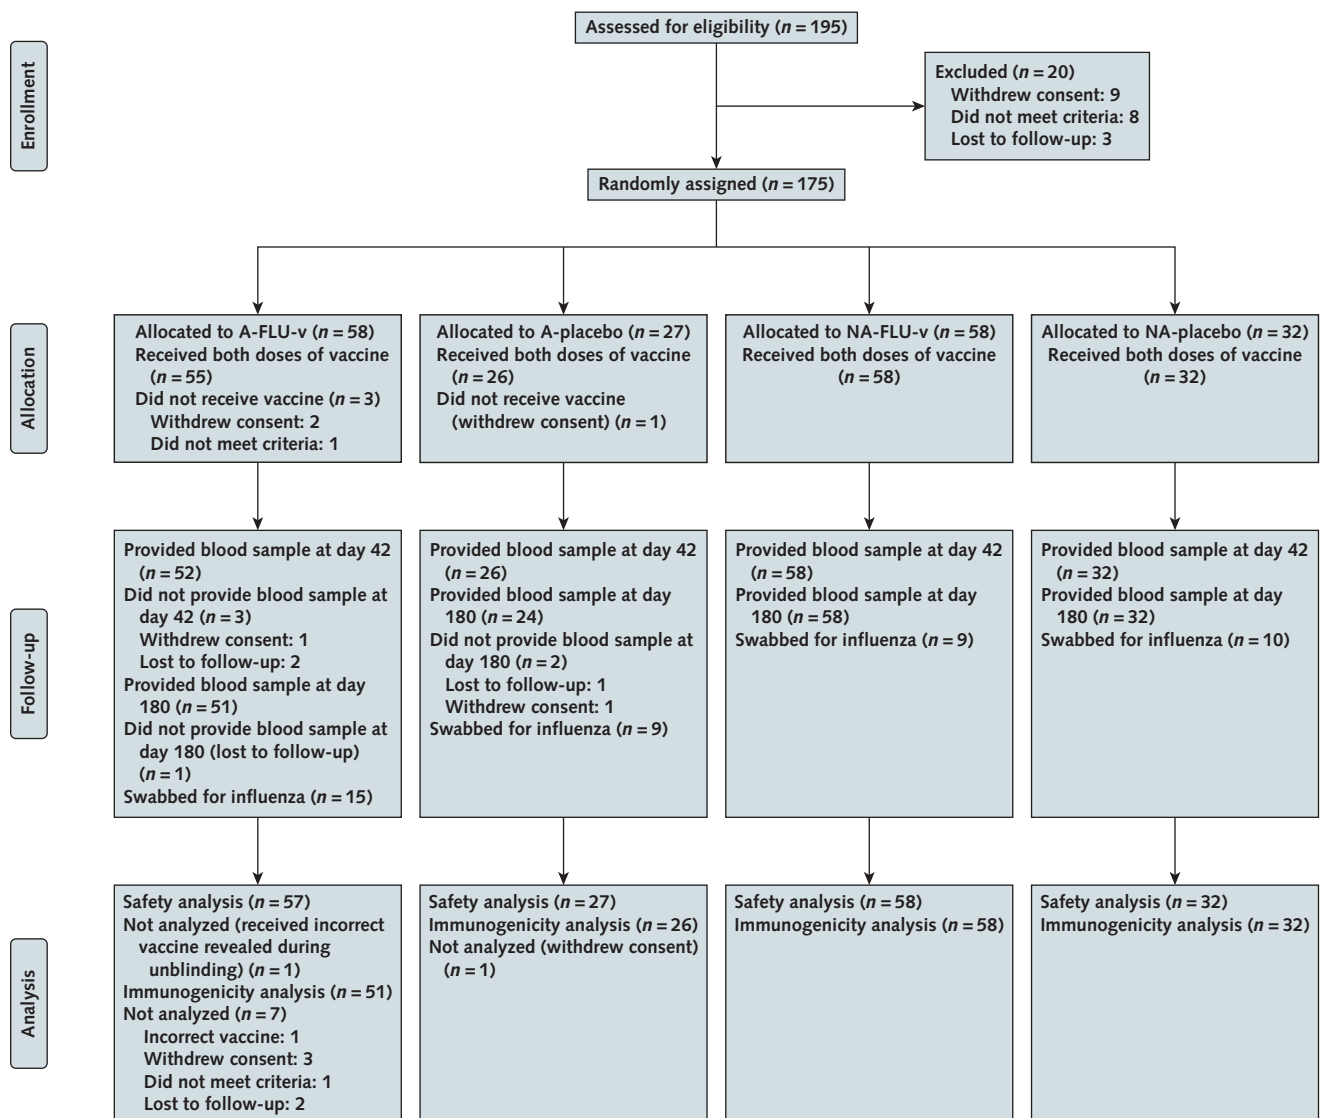 Enrollment
Assessed for eligibility (n = 195)
Excluded (n = 20)
Withdrew consent: 9
Did not meet criteria: 8
Lost to follow-up: 3
Randomly assigned (n = 175)
Allocation
Allocated to A-FLU-v (n = 58)
Received both doses of vaccine
(n = 55)
Did not receive vaccine (n = 3)
Withdrew consent: 2
Did not meet criteria: 1
Allocated to A-placebo (n = 27)
Received both doses of vaccine
(n = 26)
Did not receive vaccine
(withdrew consent) (n = 1)
Allocated to NA-FLU-v (n = 58)
Received both doses of vaccine
(n = 58)
Allocated to NA-placebo (n = 32)
Received both doses of vaccine
(n = 32)
Follow-up
Provided blood sample at day 42
(n = 52)
Did not provide blood sample at
day 42 (n = 3)
Withdrew consent: 1
Lost to follow-up: 2
Provided blood sample at day
180 (n = 51)
Did not provide blood sample at
day 180 (lost to follow-up)
(n = 1)
Swabbed for influenza (n = 15)
Provided blood sample at day 42
(n = 26)
Provided blood sample at day
180 (n = 24)
Did not provide blood sample at
day 180 (n = 2)
Lost to follow-up: 1
Withdrew consent: 1
Swabbed for influenza (n = 9)
Provided blood sample at day 42
(n = 58)
Provided blood sample at day
180 (n = 58)
Swabbed for influenza (n = 9)
Provided blood sample at day 42
(n = 32)
Provided blood sample at day
180 (n = 32)
Swabbed for influenza (n = 10)
Analysis
Safety analysis (n = 57)
Not analyzed (received incorrect
vaccine revealed during
unblinding) (n = 1)
Immunogenicity analysis (n = 51)
Not analyzed (n = 7)
Incorrect vaccine: 1
Withdrew consent: 3
Did not meet criteria: 1
Lost to follow-up: 2
Safety analysis (n = 27)
Immunogenicity analysis (n = 26)
Not analyzed (withdrew consent)
(n = 1)
Safety analysis (n = 58)
Immunogenicity analysis (n = 58)
Safety analysis (n = 32)
Immunogenicity analysis (n = 32)